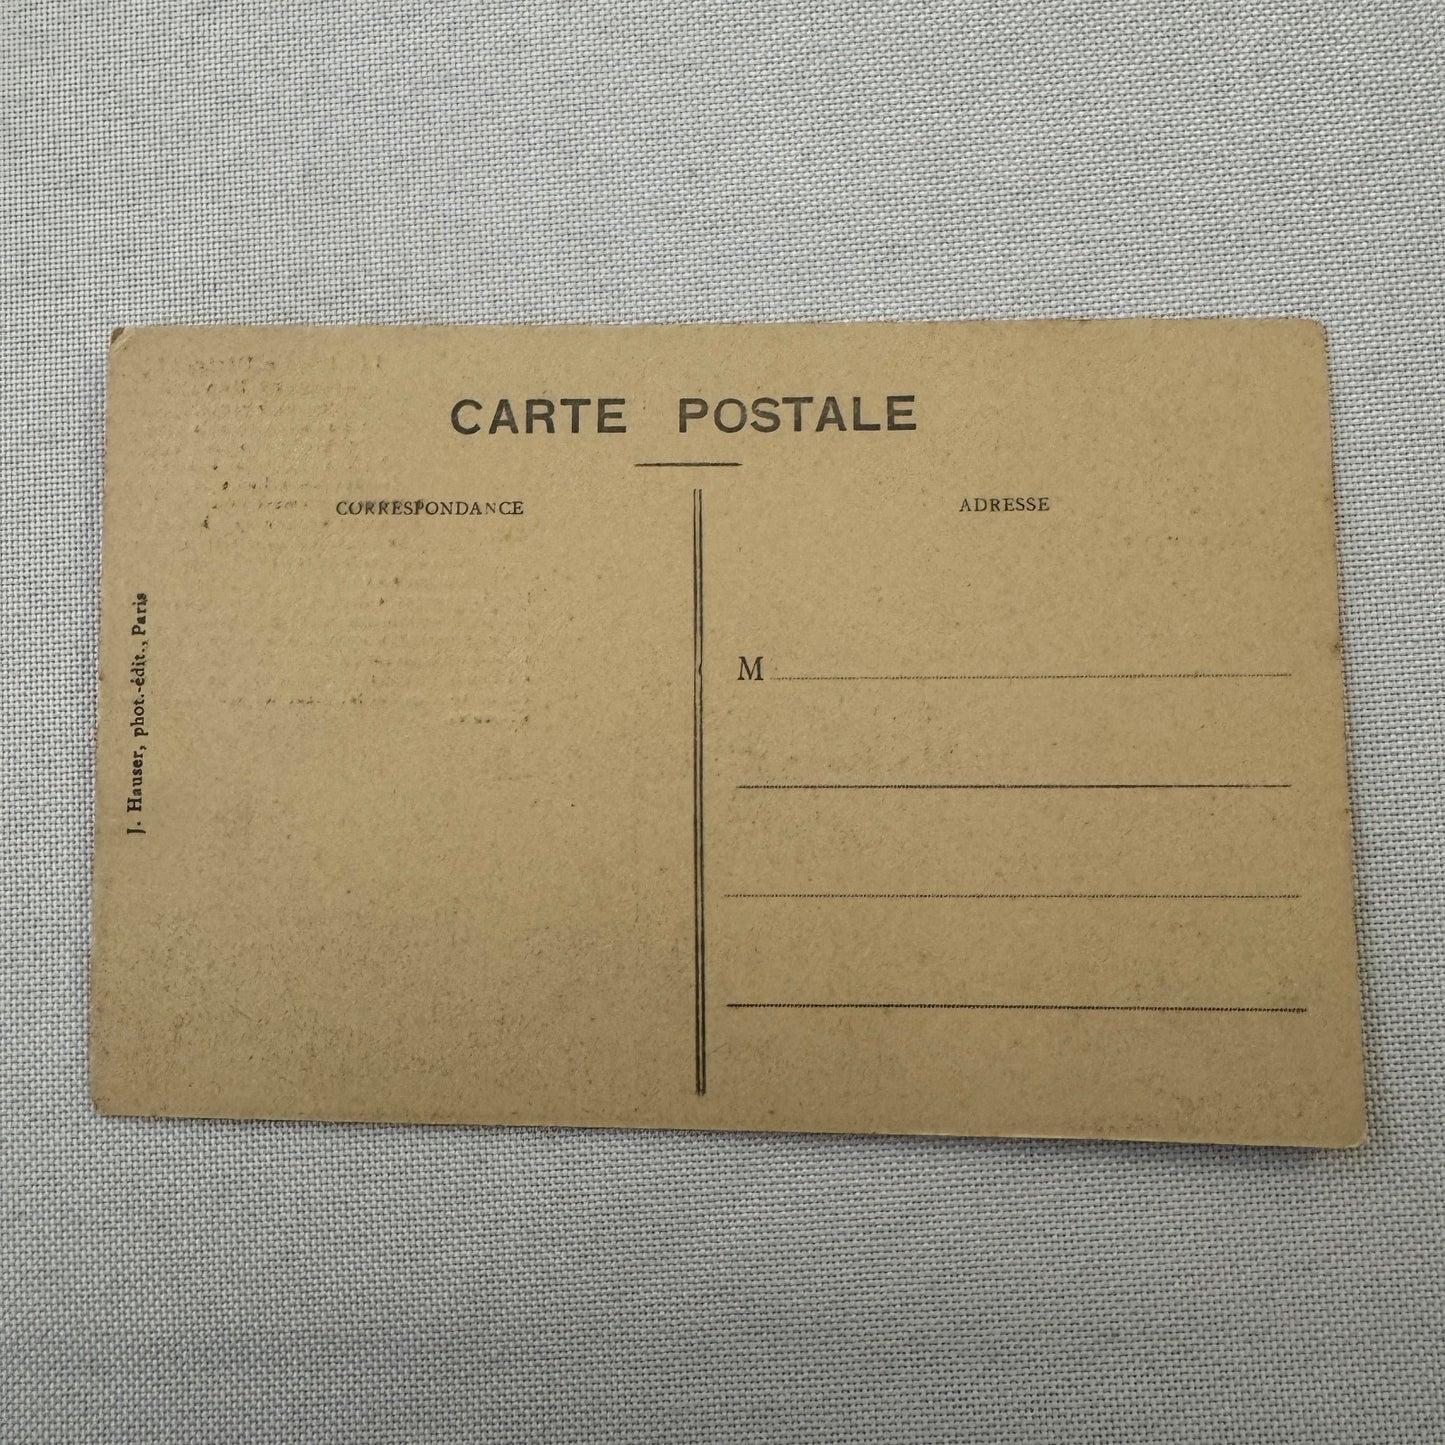 CARTE POSTALE
CORRESPONDANCE
ADRESSE
M
J. Hauser, phot.-édit., Paris